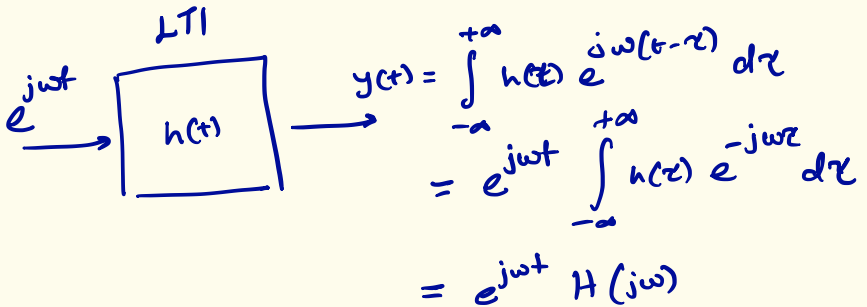 LTI
e^{jωt}
h(t)
y(t) = ∫_{-∞}^{+∞} h(τ) e^{jω(t-τ)} dτ
= e^{jωt} ∫_{-∞}^{+∞} h(τ) e^{-jωτ} dτ
= e^{jωt} H(jω)